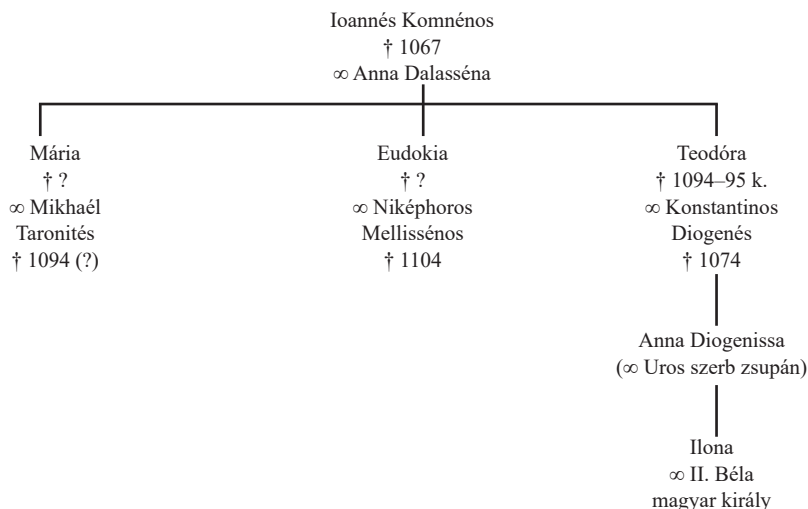 Ioannés Komnénos
† 1067
∞ Anna Dalasséna
Mária
† ?
∞ Mikhaél
Taronités
† 1094 (?)
Eudokia
† ?
∞ Niképhoros
Mellissénos
† 1104
Teodóra
† 1094–95 k.
∞ Konstantinos
Diogenés
† 1074
Anna Diogenissa
(∞ Uros szerb zsupán)
Ilona
∞ II. Béla
magyar király